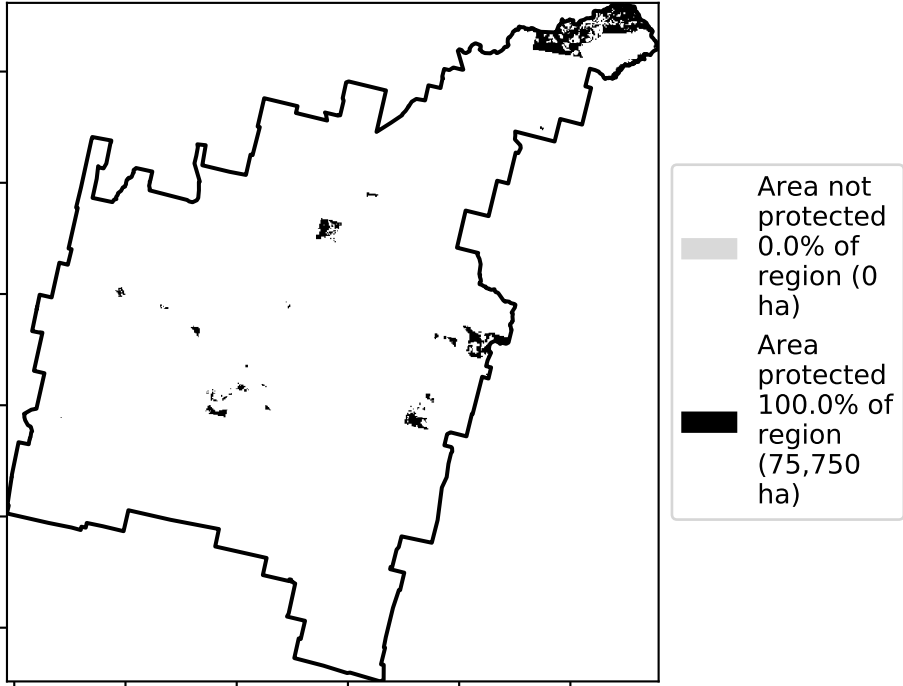 Area not
protected
0.0% of
region (0
ha)
Area
protected
100.0% of
region
(75,750
ha)